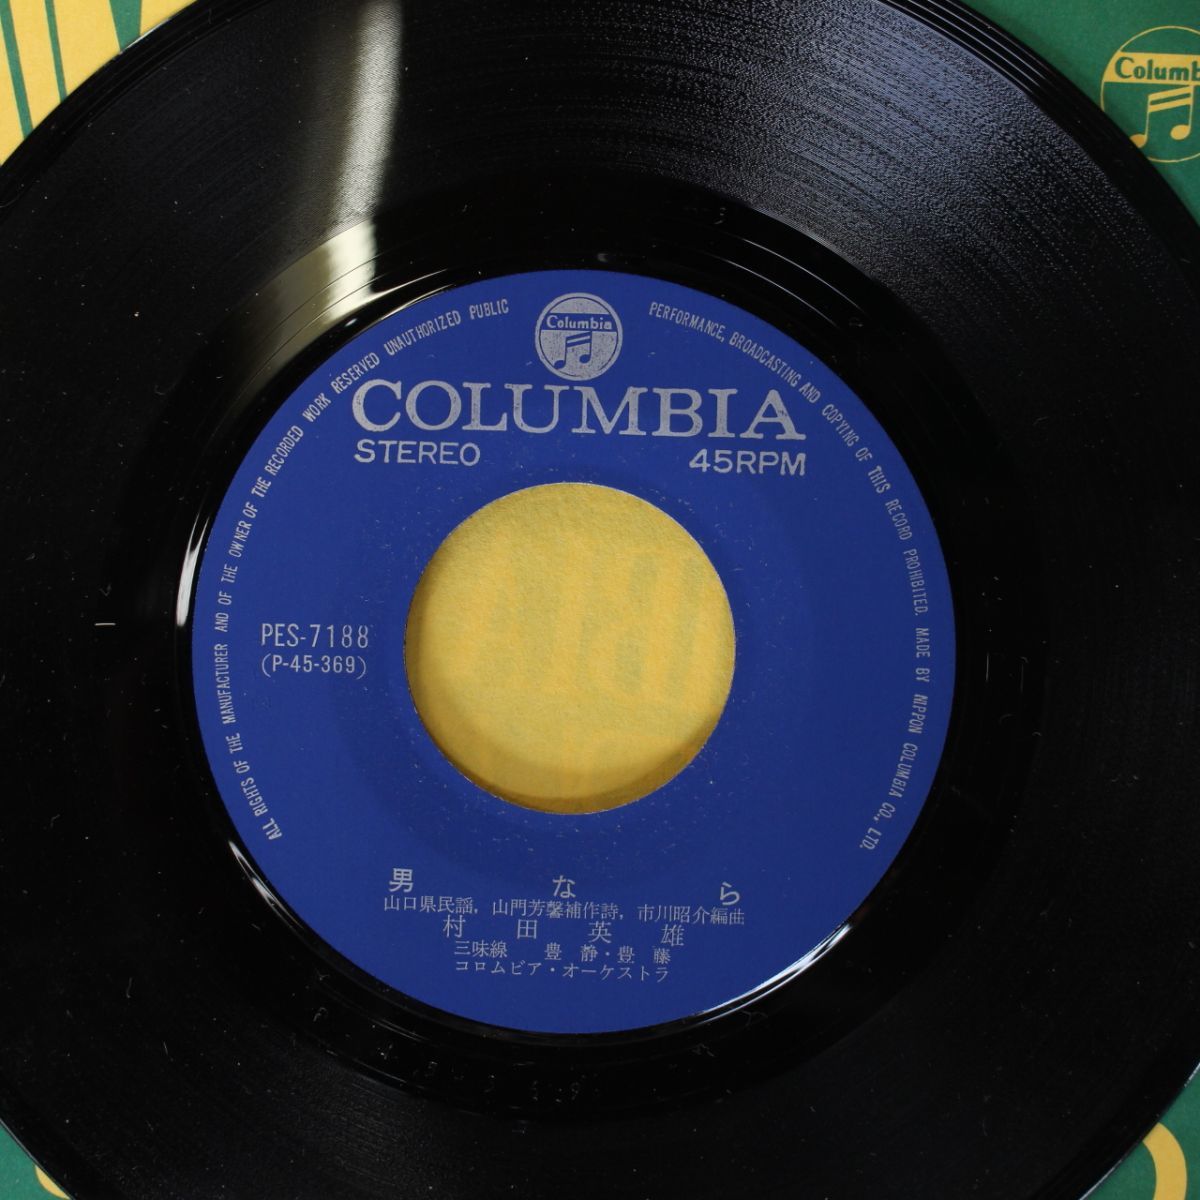 Columbia
Columbia
ALL RIGHTS OF THE MANUFACTURER AND OF THE OWNER OF THE RECORDED WORK RESERVED UNAUTHORIZED PUBLIC PERFORMANCE, BROADCASTING AND COPYING OF THIS RECORD PROHIBITED. MADE BY NIPPON COLUMBIA CO., LTD.
COLUMBIA
STEREO 45RPM
PES-7188
(P-45-369)
男なら
山口県民謡, 山門芳馨補作詩, 市川昭介編曲
村田英雄
三味線 豊静・豊藤
コロムビア・オーケストラ